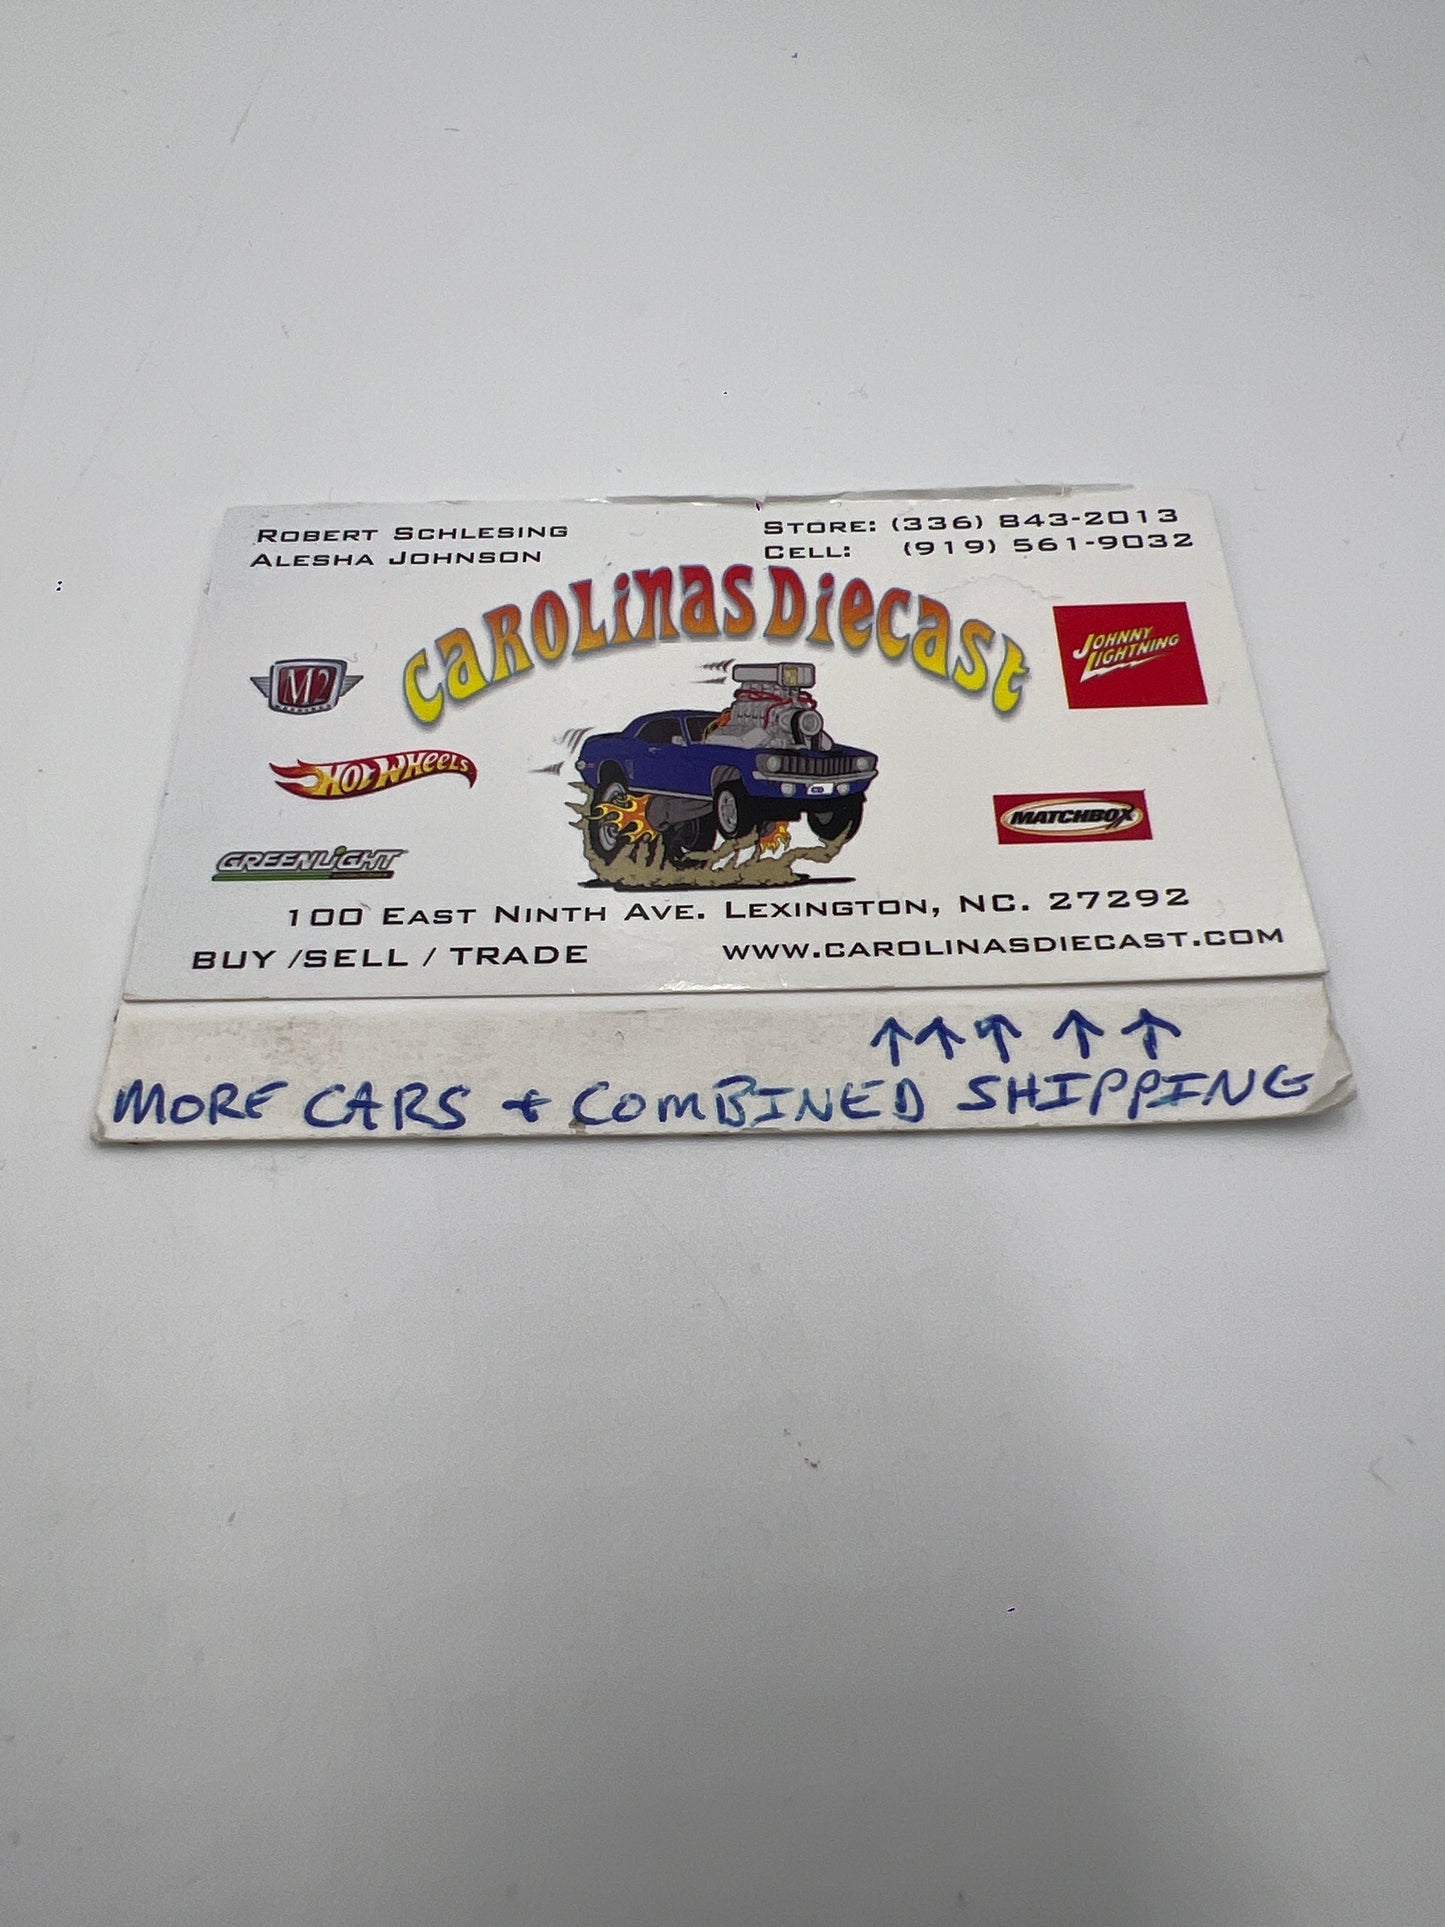 ROBERT SCHLESING
ALESHA JOHNSON
STORE: (336) 843-2013
CELL: (919) 561-9032
CAROLiNAS DiECAST
M2
JOHNNY
LIGHTNING
HOT WHEELS
MATCHBOX
GREENLiGHT
100 EAST NINTH AVE. LEXINGTON, NC. 27292
BUY /SELL / TRADE
WWW.CAROLINASDIECAST.COM
↑ ↑ ↑ ↑ ↑
MORE CARS + COMBINED SHIPPING